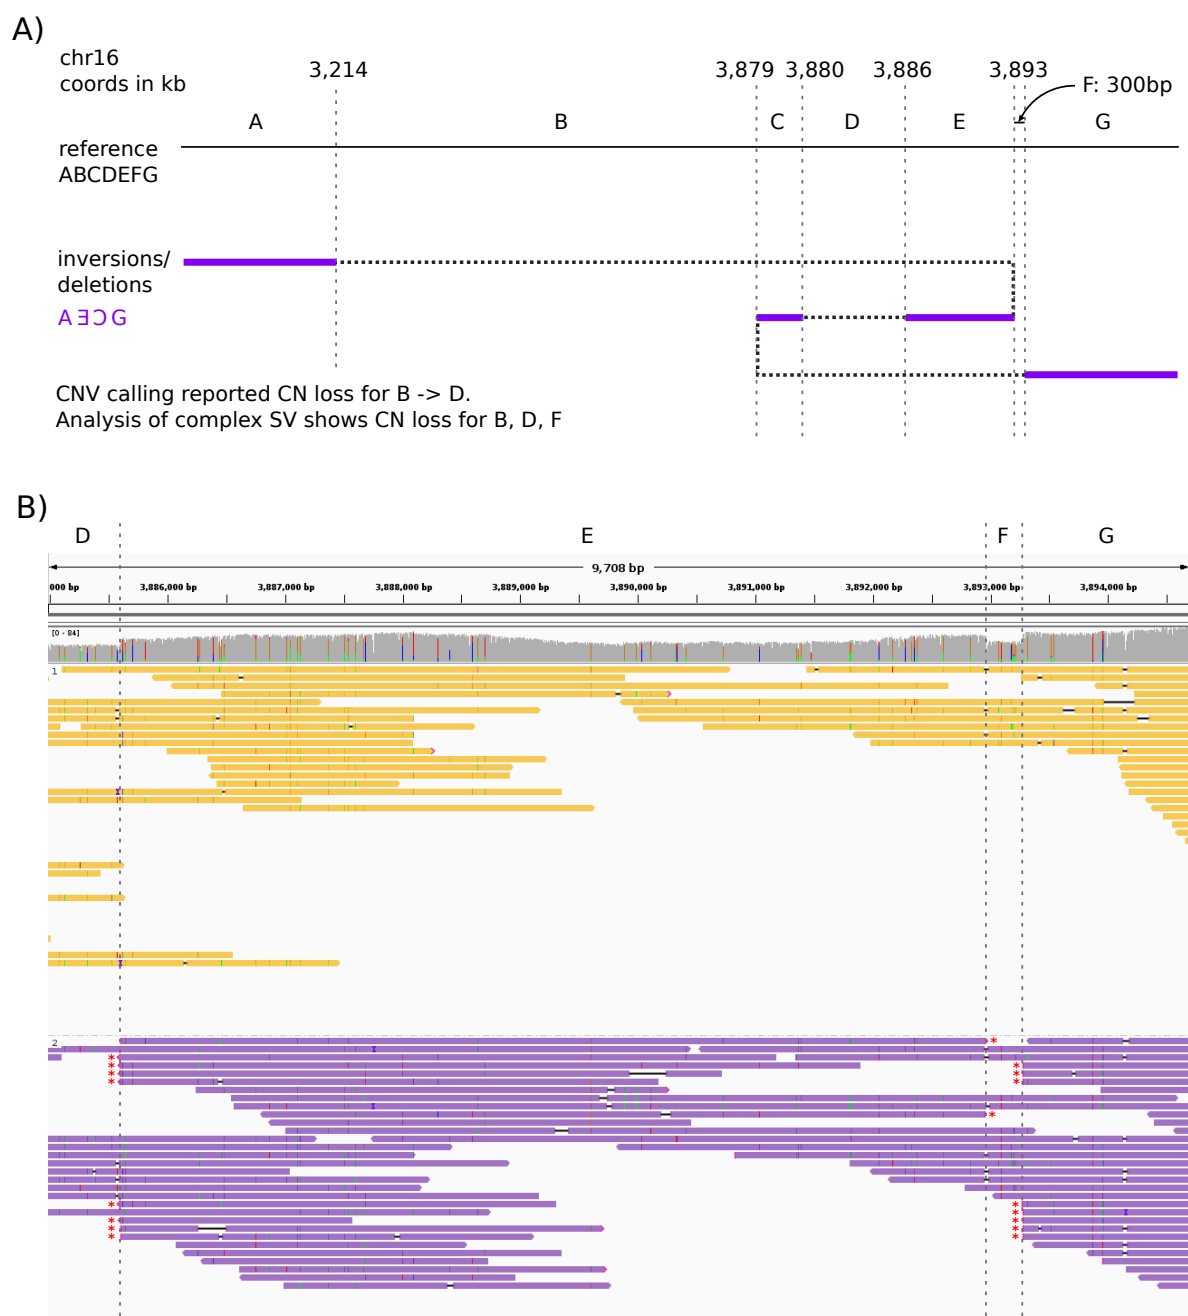 A)
chr16
coords in kb
3,214
3,879
3,880
3,886
3,893
F: 300bp
A
B
C
D
E
G
reference
ABCDEFG
inversions/
deletions
A Ǝ Ɔ G
CNV calling reported CN loss for B -> D.
Analysis of complex SV shows CN loss for B, D, F
B)
D
E
F
G
9,708 bp
000 bp
3,886,000 bp
3,887,000 bp
3,888,000 bp
3,889,000 bp
3,890,000 bp
3,891,000 bp
3,892,000 bp
3,893,000 bp
3,894,000 bp
[0 - 84]
1
2